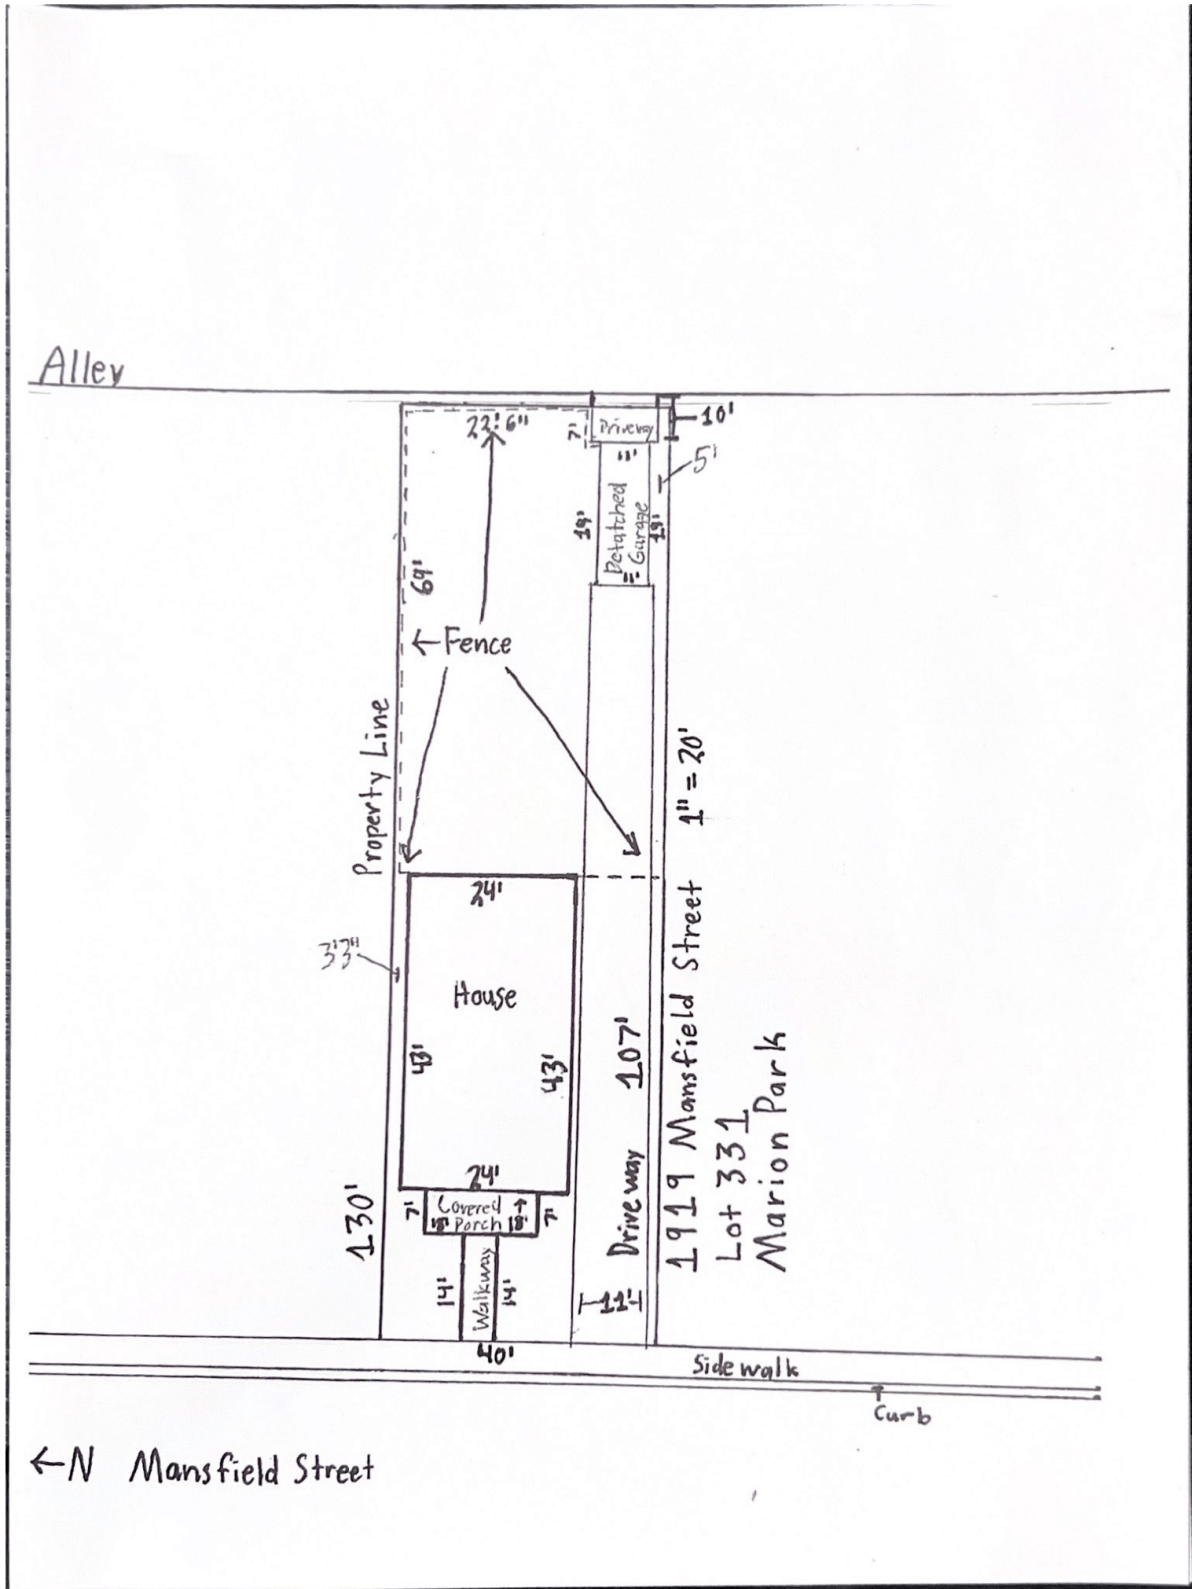 Alley
22' 6"
7'
Driveway
10'
11'
5'
19'
Detatched
Garage
19'
11'
69'
←Fence
Property Line
1" = 20'
24'
3'3"
House
43'
43'
107'
Driveway
1919 Mansfield Street
Lot 331
Marion Park
24'
7'
Covered
Porch
18'
18'
7'
130'
14'
Walkway
14'
11'
40'
Sidewalk
Curb
←N Mansfield Street